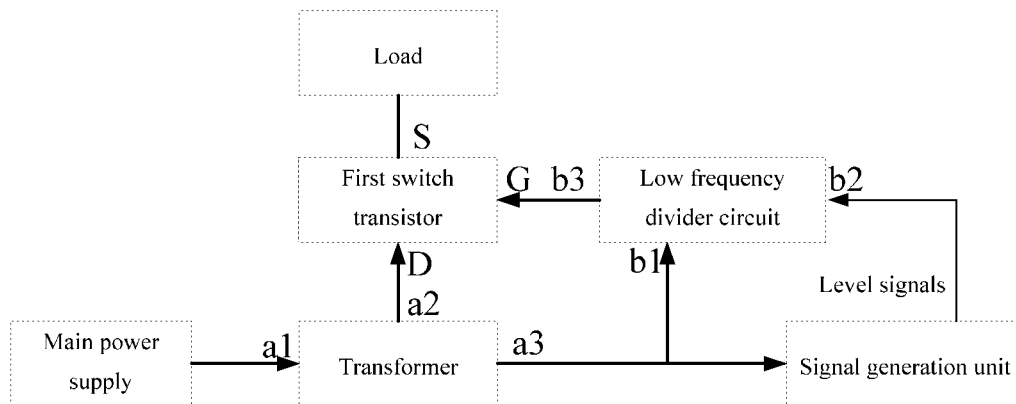 Load
S
First switch
transistor
G
b3
Low frequency
divider circuit
b2
D
a2
b1
Level signals
Main power
supply
a1
Transformer
a3
Signal generation unit